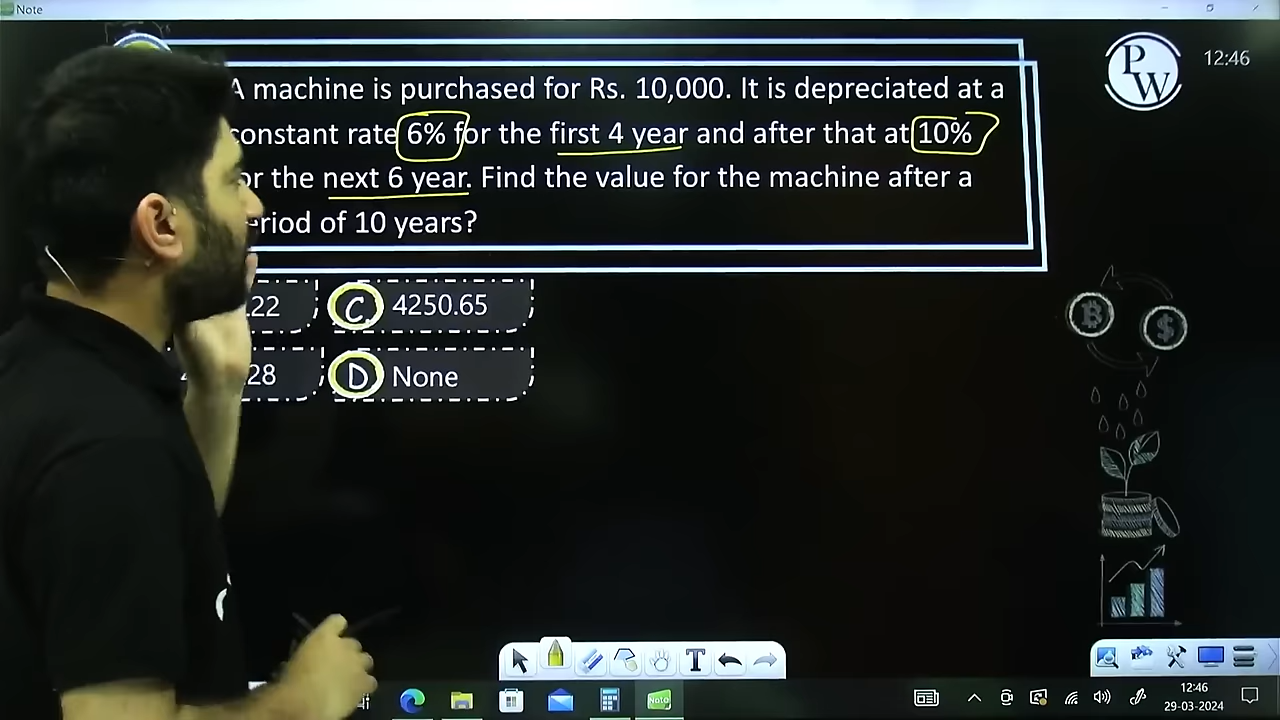 Note
A machine is purchased for Rs. 10,000. It is depreciated at a
constant rate 6% for the first 4 year and after that at 10%
the next 6 year. Find the value for the machine after a
of 10 years?
PW
12:46
.22
C. 4250.65
.28
D. None
T
Note
12:46
29-03-2024